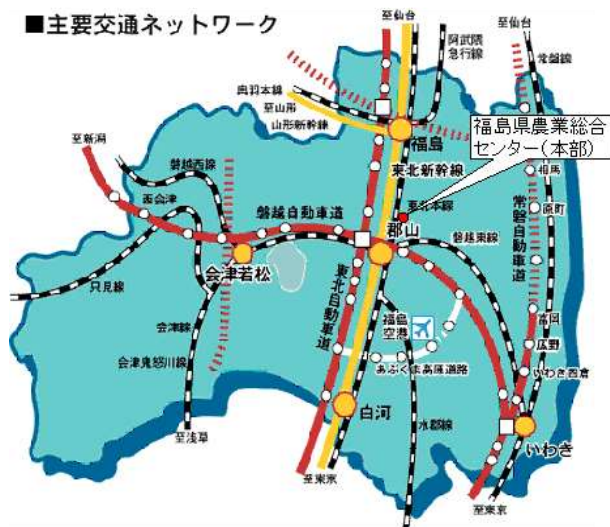 ■主要交通ネットワーク
至仙台
至仙台
阿武隈
急行線
常磐線
奥羽本線
至山形
山形新幹線
福島
福島県農業総合
センター(本部)
至新潟
東北新幹線
磐越西線
相馬
西会津
東北本線
原町
磐越自動車道
郡山
磐越東線
常磐自動車道
会津若松
只見線
東北自動車道
福島
空港
富岡
会津線
広野
会津鬼怒川線
あぶくま高原道路
いわき四倉
白河
水郡線
いわき
至浅草
至東京
至東京